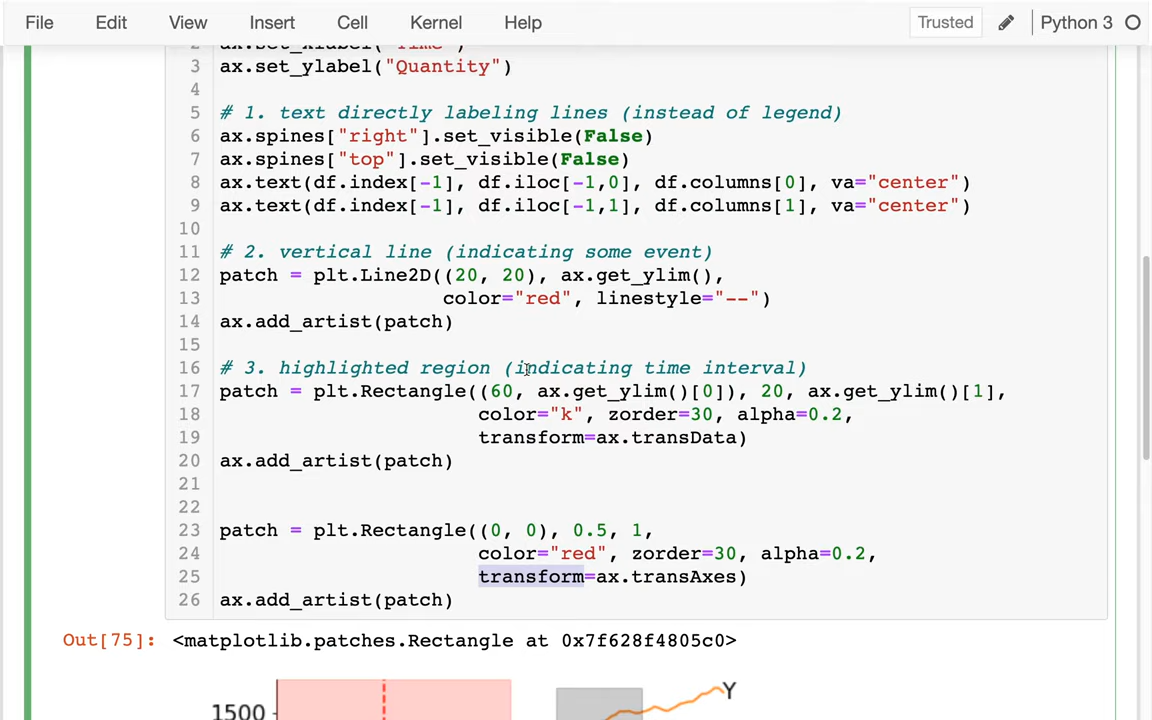 File Edit View Insert Cell Kernel Help Trusted Python 3
2 ax.set_xlabel("Time")
3 ax.set_ylabel("Quantity")
4
5 # 1. text directly labeling lines (instead of legend)
6 ax.spines["right"].set_visible(False)
7 ax.spines["top"].set_visible(False)
8 ax.text(df.index[-1], df.iloc[-1,0], df.columns[0], va="center")
9 ax.text(df.index[-1], df.iloc[-1,1], df.columns[1], va="center")
10
11 # 2. vertical line (indicating some event)
12 patch = plt.Line2D((20, 20), ax.get_ylim(),
13 color="red", linestyle="--")
14 ax.add_artist(patch)
15
16 # 3. highlighted region (indicating time interval)
17 patch = plt.Rectangle((60, ax.get_ylim()[0]), 20, ax.get_ylim()[1],
18 color="k", zorder=30, alpha=0.2,
19 transform=ax.transData)
20 ax.add_artist(patch)
21
22
23 patch = plt.Rectangle((0, 0), 0.5, 1,
24 color="red", zorder=30, alpha=0.2,
25 transform=ax.transAxes)
26 ax.add_artist(patch)
Out[75]: <matplotlib.patches.Rectangle at 0x7f628f4805c0>
Y
1500